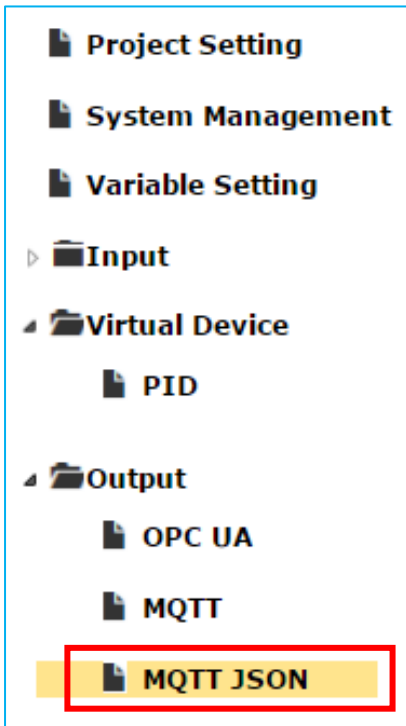 Project Setting
System Management
Variable Setting
Input
Virtual Device
PID
Output
OPC UA
MQTT
MQTT JSON